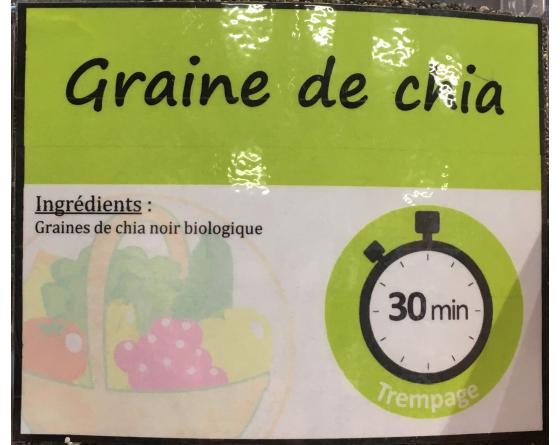 Graine de chia
Ingrédients :
Graines de chia noir biologique
30 min
Trempage